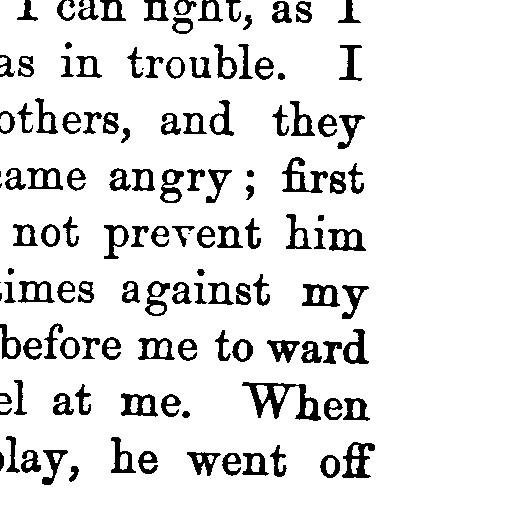 I can fight, as I
as in trouble. I
others, and they
came angry; first
not prevent him
times against my
before me to ward
el at me. When
play, he went off